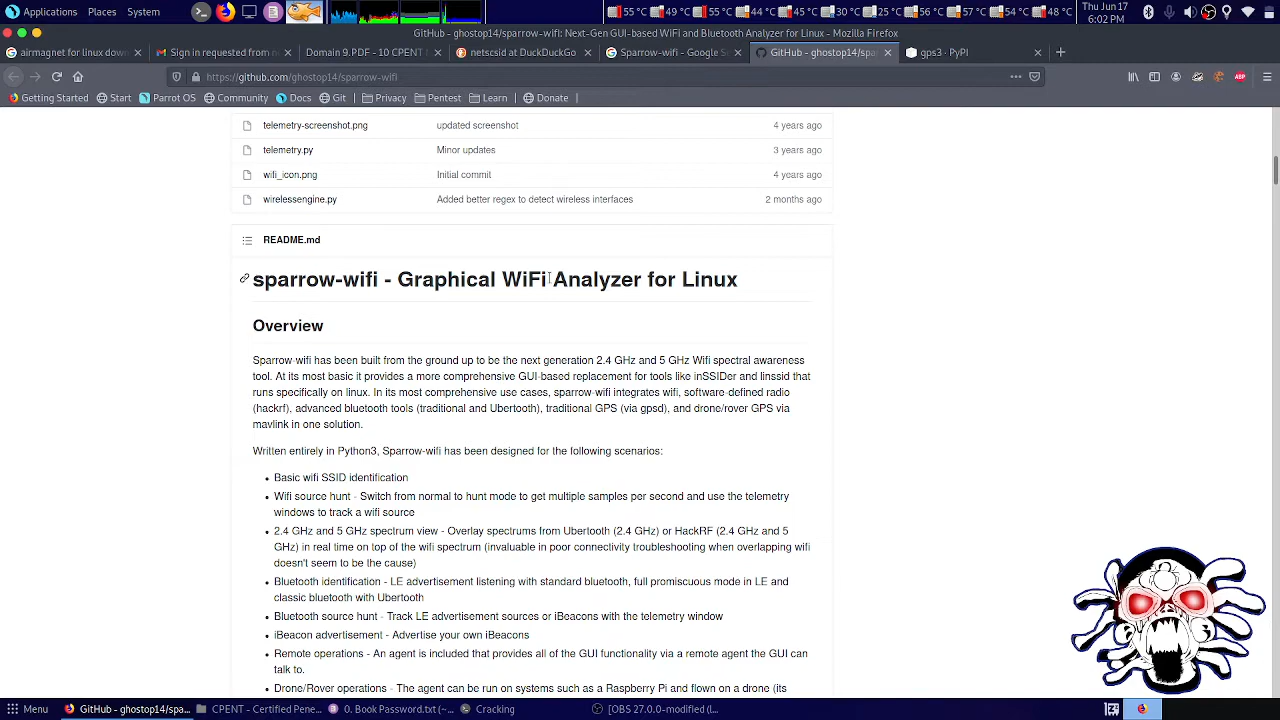 Applications Places System
55°C 49°C 55°C 44°C 45°C 30°C 25°C 56°C 57°C 54°C 48°C Thu Jun 17 6:02 PM
GitHub - ghostop14/sparrow-wifi: Next-Gen GUI-based WiFi and Bluetooth Analyzer for Linux - Mozilla Firefox
airmagnet for linux down Sign in requested from n Domain 9.PDF - 10 CPENT netscsid at DuckDuckGo Sparrow-wifi - Google S GitHub - ghostop14/spa gps3 · PyPI
https://github.com/ghostop14/sparrow-wifi
Getting Started Start Parrot OS Community Docs Git Privacy Pentest Learn Donate
telemetry-screenshot.png updated screenshot 4 years ago
telemetry.py Minor updates 3 years ago
wifi_icon.png Initial commit 4 years ago
wirelessengine.py Added better regex to detect wireless interfaces 2 months ago
README.md
sparrow-wifi - Graphical WiFi Analyzer for Linux
Overview
Sparrow-wifi has been built from the ground up to be the next generation 2.4 GHz and 5 GHz Wifi spectral awareness
tool. At its most basic it provides a more comprehensive GUI-based replacement for tools like inSSIDer and linssid that
runs specifically on linux. In its most comprehensive use cases, sparrow-wifi integrates wifi, software-defined radio
(hackrf), advanced bluetooth tools (traditional and Ubertooth), traditional GPS (via gpsd), and drone/rover GPS via
mavlink in one solution.
Written entirely in Python3, Sparrow-wifi has been designed for the following scenarios:
• Basic wifi SSID identification
• Wifi source hunt - Switch from normal to hunt mode to get multiple samples per second and use the telemetry
windows to track a wifi source
• 2.4 GHz and 5 GHz spectrum view - Overlay spectrums from Ubertooth (2.4 GHz) or HackRF (2.4 GHz and 5
GHz) in real time on top of the wifi spectrum (invaluable in poor connectivity troubleshooting when overlapping wifi
doesn't seem to be the cause)
• Bluetooth identification - LE advertisement listening with standard bluetooth, full promiscuous mode in LE and
classic bluetooth with Ubertooth
• Bluetooth source hunt - Track LE advertisement sources or iBeacons with the telemetry window
• iBeacon advertisement - Advertise your own iBeacons
• Remote operations - An agent is included that provides all of the GUI functionality via a remote agent the GUI can
talk to.
• Drone/Rover operations - The agent can be run on systems such as a Raspberry Pi and flown on a drone (its
Menu GitHub - ghostop14/spa... CPENT - Certified Pene... 0. Book Password.txt (~... Cracking [OBS 27.0.0-modified (l...